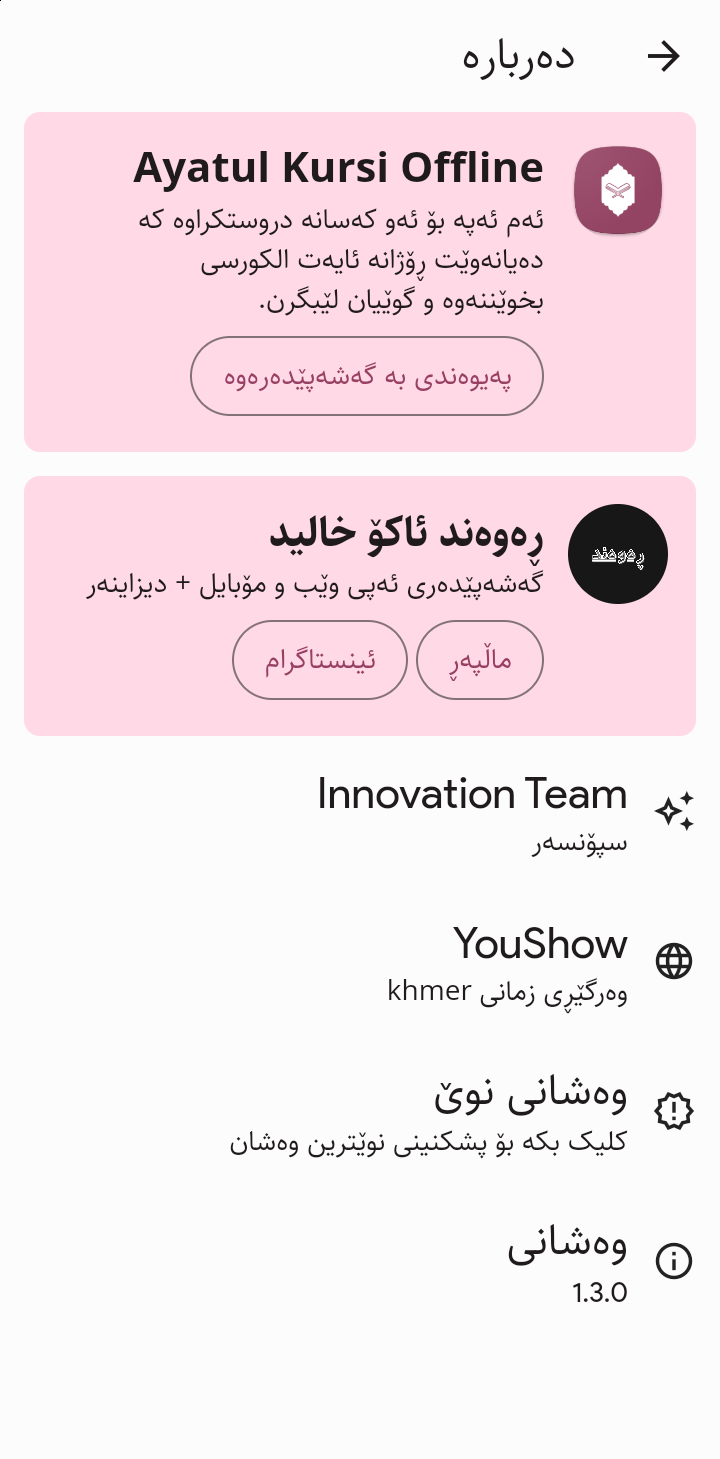 دەربارە
Ayatul Kursi Offline
ئەم ئەپە بۆ ئەو کەسانە دروستکراوە کە
دەیانەوێت ڕۆژانە ئایەت الکورسی
بخوێننەوە و گوێیان لێبگرن.
پەیوەندی بە گەشەپێدەرەوە
ڕەوەند ئاکۆ خالید
ڕەوەند
گەشەپێدەری ئەپی وێب و مۆبایل + دیزاینەر
ماڵپەڕ
ئینستاگرام
Innovation Team
سپۆنسەر
YouShow
وەرگێڕی زمانی khmer
وەشانی نوێ
کلیک بکە بۆ پشکنینی نوێترین وەشان
وەشانی
1.3.0